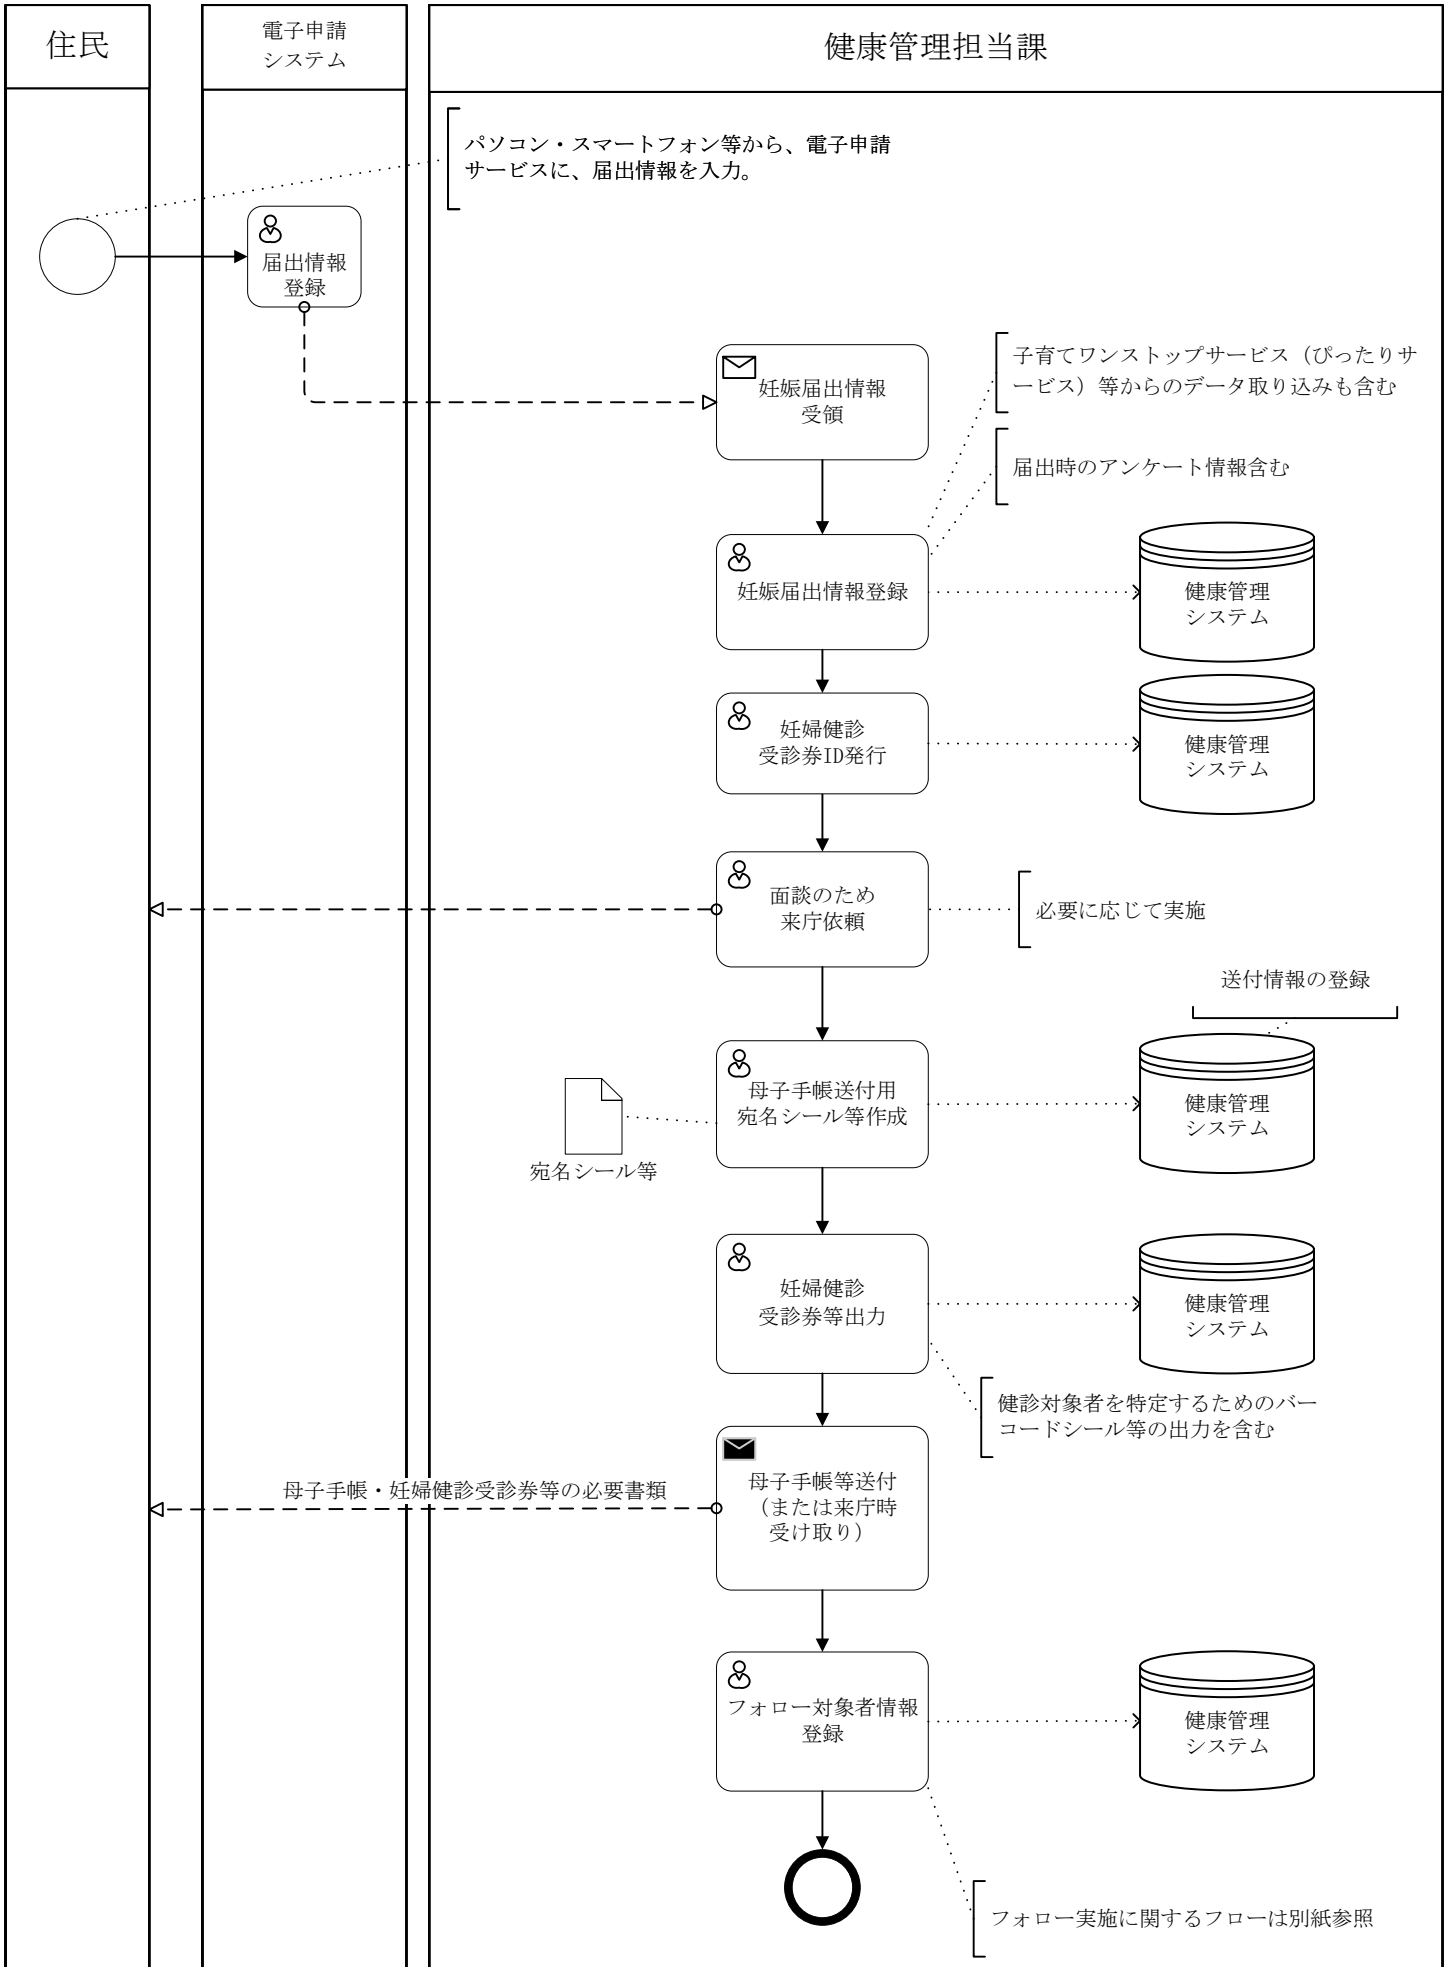 住民
電子申請
システム
健康管理担当課
パソコン・スマートフォン等から、電子申請
サービスに、届出情報を入力。
届出情報
登録
妊娠届出情報
受領
子育てワンストップサービス（ぴったりサ
ービス）等からのデータ取り込みも含む
届出時のアンケート情報含む
妊娠届出情報登録
健康管理
システム
妊婦健診
受診券ID発行
健康管理
システム
面談のため
来庁依頼
必要に応じて実施
送付情報の登録
母子手帳送付用
宛名シール等作成
健康管理
システム
宛名シール等
妊婦健診
受診券等出力
健康管理
システム
健診対象者を特定するためのバー
コードシール等の出力を含む
母子手帳・妊婦健診受診券等の必要書類
母子手帳等送付
（または来庁時
受け取り）
フォロー対象者情報
登録
健康管理
システム
フォロー実施に関するフローは別紙参照